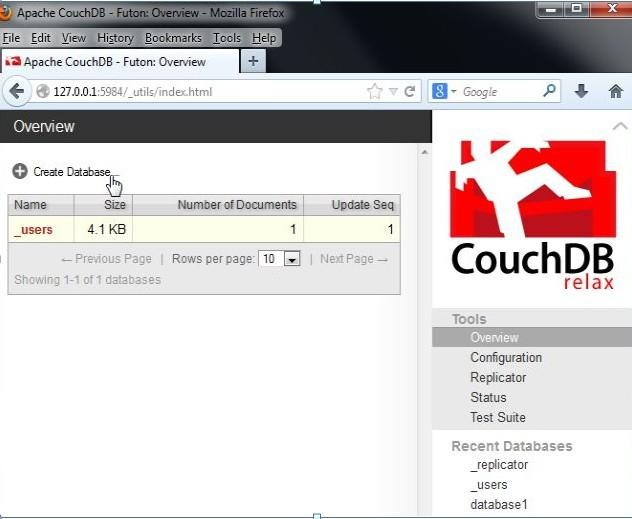 Apache CouchDB - Futon: Overview - Mozilla Firefox
File Edit View History Bookmarks Tools Help
Apache CouchDB - Futon: Overview
127.0.0.1:5984/_utils/index.html
Google
Overview
Create Database
Name Size Number of Documents Update Seq
_users 4.1 KB 1 1
← Previous Page | Rows per page: 10 | Next Page →
Showing 1-1 of 1 databases
CouchDB
relax
Tools
Overview
Configuration
Replicator
Status
Test Suite
Recent Databases
_replicator
_users
database1